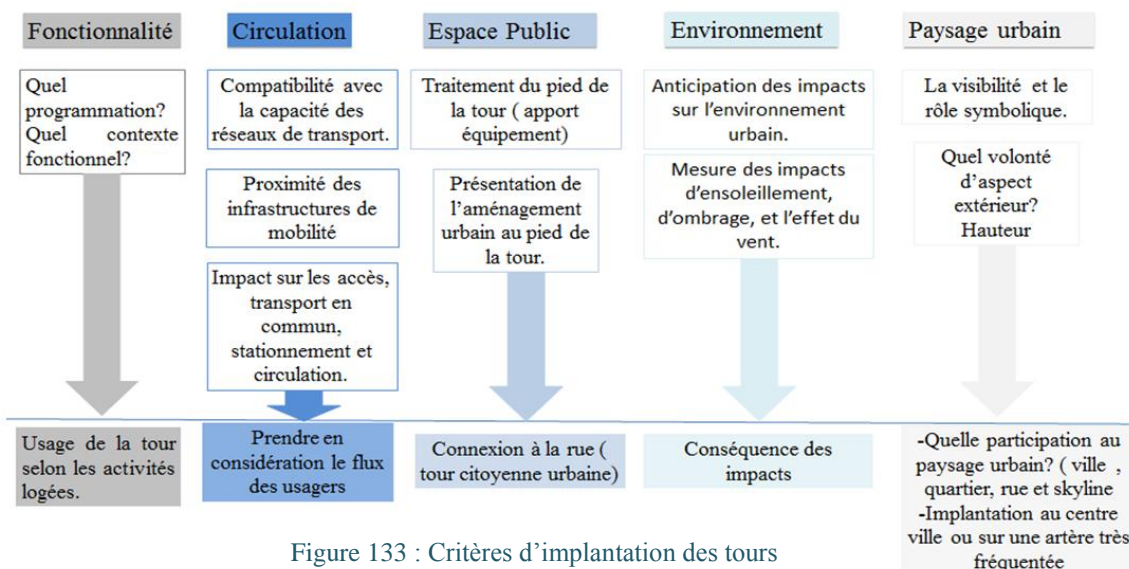 Fonctionnalité
Quel
programmation?
Quel contexte
fonctionnel?
Usage de la tour
selon les activités
logées.
Circulation
Compatibilité avec
la capacité des
réseaux de transport.
Proximité des
infrastructures de
mobilité
Impact sur les accès,
transport en
commun,
stationnement et
circulation.
Prendre en
considération le flux
des usagers
Espace Public
Traitement du pied de
la tour ( apport
équipement)
Présentation de
l'aménagement
urbain au pied de
la tour.
Connexion à la rue (
tour citoyenne urbaine)
Environnement
Anticipation des impacts
sur l'environnement
urbain.
Mesure des impacts
d'ensoleillement,
d'ombrage, et l'effet du
vent.
Conséquence des
impacts
Paysage urbain
La visibilité et le
rôle symbolique.
Quel volonté
d'aspect
extérieur?
Hauteur
-Quelle participation au
paysage urbain? ( ville ,
quartier, rue et skyline
-Implantation au centre
ville ou sur une artère très
fréquentée
Figure 133 : Critères d'implantation des tours